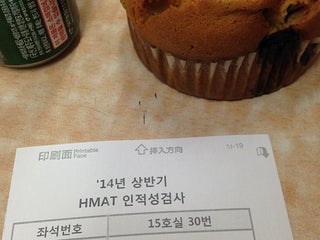 印刷面 Printable Face 挿入方向
'14년 상반기
HMAT 인적성검사
좌석번호 15호실 30번